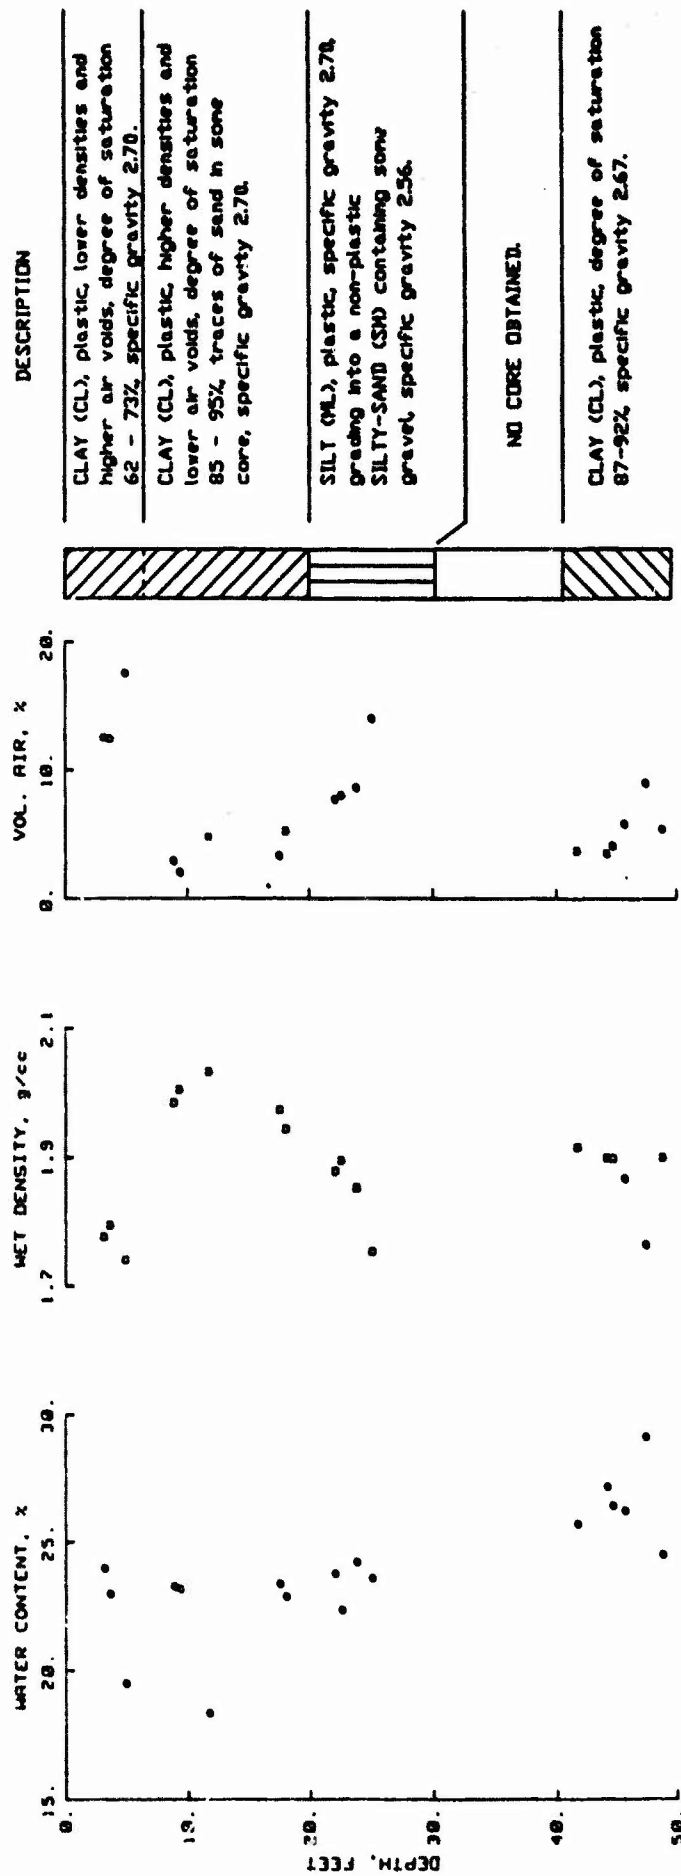 DESCRIPTION
CLAY (CL), plastic, lower densities and
higher air voids, degree of saturation
62 - 73%, specific gravity 2.70.
CLAY (CL), plastic, higher densities and
lower air voids, degree of saturation
85 - 95%, traces of sand in some
core, specific gravity 2.70.
SILT (ML), plastic, specific gravity 2.70,
grading into a non-plastic
SILTY-SAND (SM) containing some
gravel, specific gravity 2.56.
NO CORE OBTAINED.
CLAY (CL), plastic, degree of saturation
87-92%, specific gravity 2.67.
VOL. AIR, %
0. 10. 20.
WET DENSITY, g/cc
1.7 1.9 2.1
WATER CONTENT, %
15. 20. 25. 30.
DEPTH, FEET
0.
10.
20.
30.
40.
50.